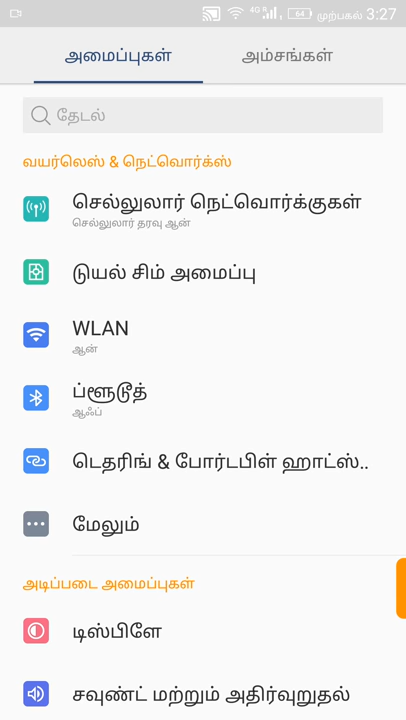 4G R 64 முற்பகல் 3:27
அமைப்புகள் அம்சங்கள்
தேடல்
வயர்லெஸ் & நெட்வொர்க்ஸ்
செல்லுலார் நெட்வொர்க்குகள்
செல்லுலார் தரவு ஆன்
டுயல் சிம் அமைப்பு
WLAN
ஆன்
ப்ளூடூத்
ஆஃப்
டெதரிங் & போர்டபிள் ஹாட்ஸ்..
மேலும்
அடிப்படை அமைப்புகள்
டிஸ்பிளே
சவுண்ட் மற்றும் அதிர்வுறுதல்